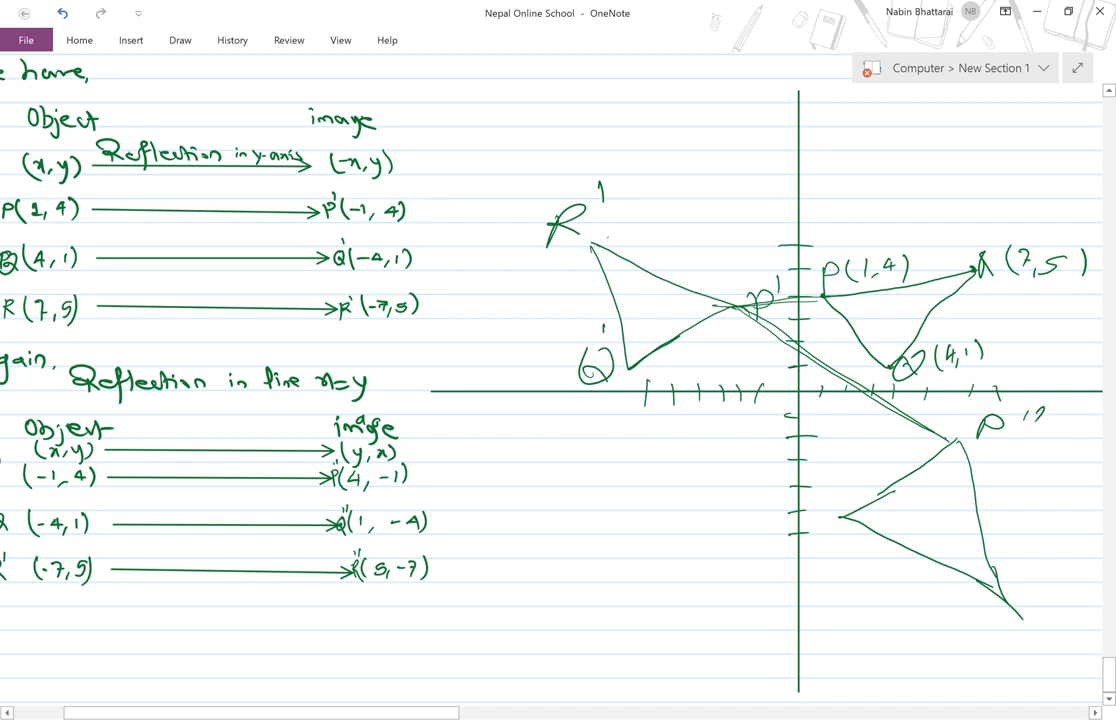 Nepal Online School - OneNote
Nabin Bhattarai NB
File Home Insert Draw History Review View Help
Computer > New Section 1
have,
Object image
(x,y) Reflection in y-axis (-x,y)
P(1,4) P'(-1,4)
Q(4,1) Q'(-4,1)
R(7,5) R'(-7,5)
gain. Reflection in line x=y
Object image
(x,y) (y,x)
(-1,4) P''(4,-1)
(-4,1) Q''(1,-4)
(-7,5) R''(5,-7)
R'
P'
P(1,4)
R(7,5)
Q'
Q(4,1)
P''